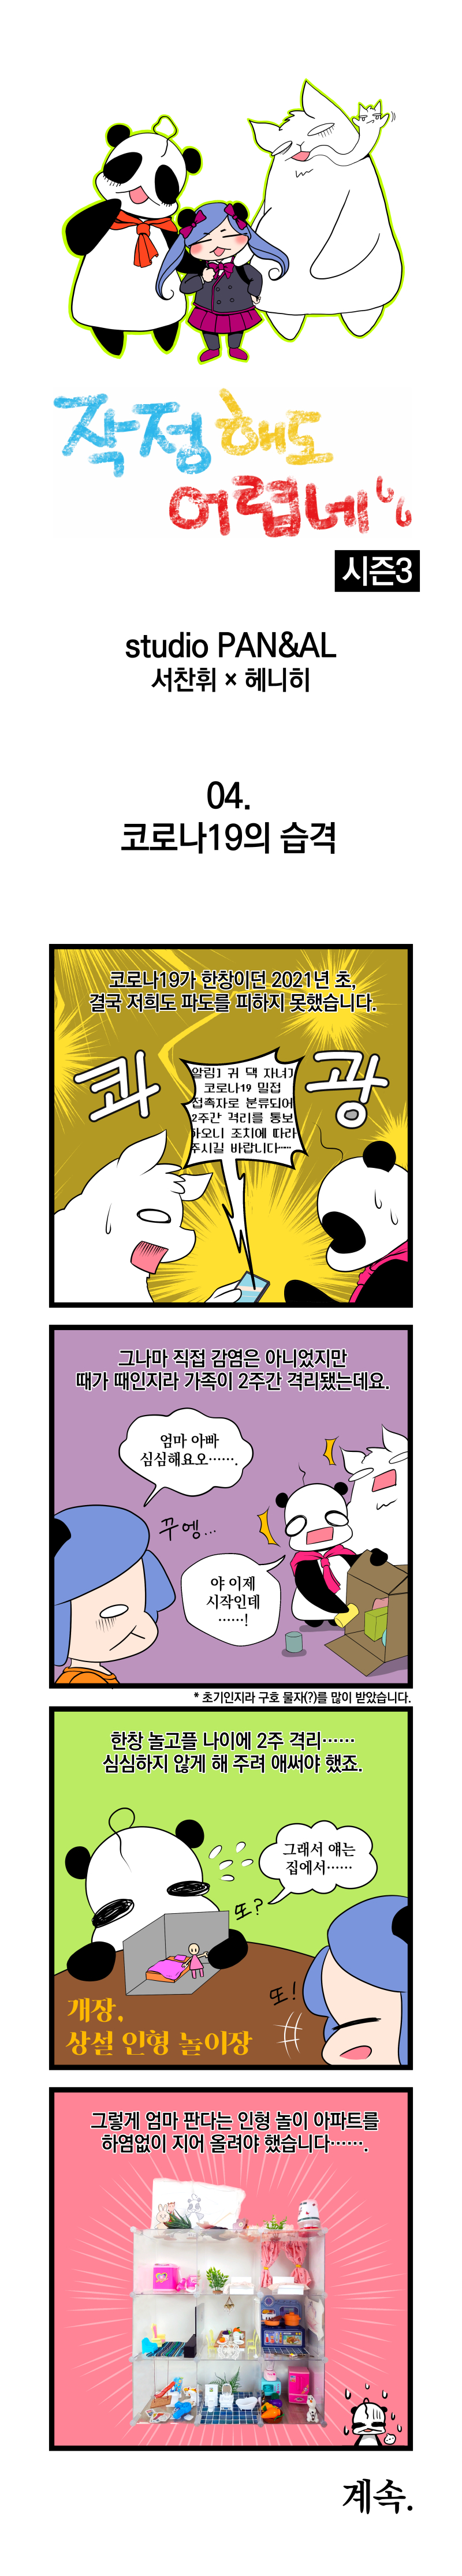 작정해도
어렵네
시즌3
studio PAN&AL
서찬휘 × 헤니히
04.
코로나19의 습격
코로나19가 한창이던 2021년 초,
결국 저희도 파도를 피하지 못했습니다.
콰 광
알림] 귀 댁 자녀가
코로나19 밀접
접촉자로 분류되어
2주간 격리를 통보
하오니 조치에 따라
주시길 바랍니다……
그나마 직접 감염은 아니었지만
때가 때인지라 가족이 2주간 격리됐는데요.
엄마 아빠
심심해요오…….
꾸엥...
야 이제
시작인데
……!
* 초기인지라 구호 물자(?)를 많이 받았습니다.
한창 놀고플 나이에 2주 격리……
심심하지 않게 해 주려 애써야 했죠.
그래서 얘는
집에서……
또?
또!
개장,
상설 인형 놀이장
그렇게 엄마 판다는 인형 놀이 아파트를
하염없이 지어 올려야 했습니다…….
계속.